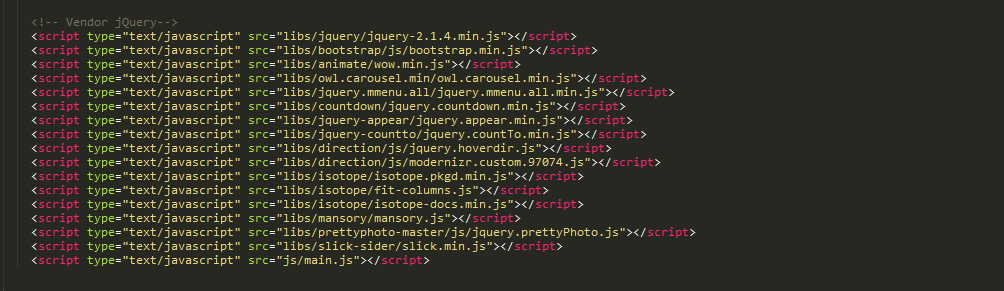 <!-- Vendor jQuery-->
<script type="text/javascript" src="libs/jquery/jquery-2.1.4.min.js"></script>
<script type="text/javascript" src="libs/bootstrap/js/bootstrap.min.js"></script>
<script type="text/javascript" src="libs/animate/wow.min.js"></script>
<script type="text/javascript" src="libs/owl.carousel.min/owl.carousel.min.js"></script>
<script type="text/javascript" src="libs/jquery.mmenu.all/jquery.mmenu.all.min.js"></script>
<script type="text/javascript" src="libs/countdown/jquery.countdown.min.js"></script>
<script type="text/javascript" src="libs/jquery-appear/jquery.appear.min.js"></script>
<script type="text/javascript" src="libs/jquery-countto/jquery.countTo.min.js"></script>
<script type="text/javascript" src="libs/direction/js/jquery.hoverdir.js"></script>
<script type="text/javascript" src="libs/direction/js/modernizr.custom.97074.js"></script>
<script type="text/javascript" src="libs/isotope/isotope.pkgd.min.js"></script>
<script type="text/javascript" src="libs/isotope/fit-columns.js"></script>
<script type="text/javascript" src="libs/isotope/isotope-docs.min.js"></script>
<script type="text/javascript" src="libs/mansory/mansory.js"></script>
<script type="text/javascript" src="libs/prettyphoto-master/js/jquery.prettyPhoto.js"></script>
<script type="text/javascript" src="libs/slick-sider/slick.min.js"></script>
<script type="text/javascript" src="js/main.js"></script>